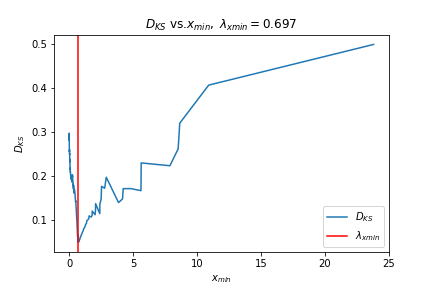 D_KS vs.x_min, λ_xmin = 0.697
D_KS
0.5
0.4
0.3
0.2
0.1
0
5
10
15
20
25
x_min
D_KS
λ_xmin